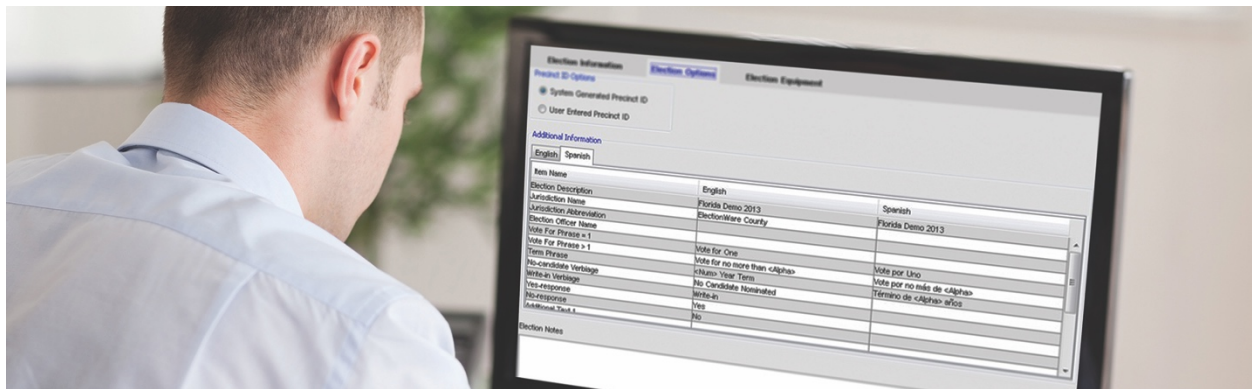 Election Information Election Options Election Equipment
Precinct ID Options
System Generated Precinct ID
User Entered Precinct ID
Additional Information
English Spanish
Item Name English Spanish
Election Description Florida Demo 2013 Florida Demo 2013
Jurisdiction Name ElectionWare County
Jurisdiction Abbreviation
Election Officer Name
Vote For Phrase = 1 Vote for One Vote por Uno
Vote For Phrase > 1 Vote for no more than <Alpha> Vote por no más de <Alpha>
Term Phrase <Num> Year Term Término de <Alpha> años
No-candidate Verbiage No Candidate Nominated
Write-in Verbiage Write-in
Yes-response Yes
No-response No
Additional Text 1
Election Notes